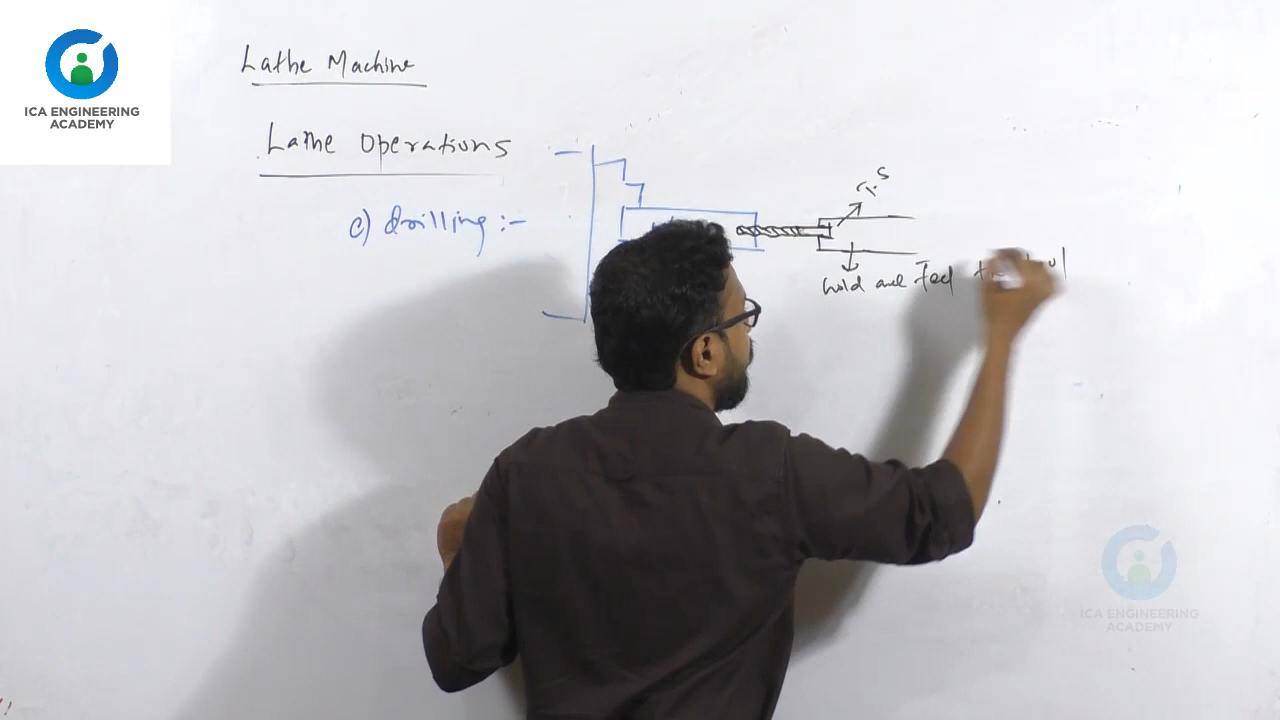 ICA ENGINEERING
ACADEMY
Lathe Machine
Lathe Operations
c) drilling :-
T.S
hold and Feed
ICA ENGINEERING
ACADEMY